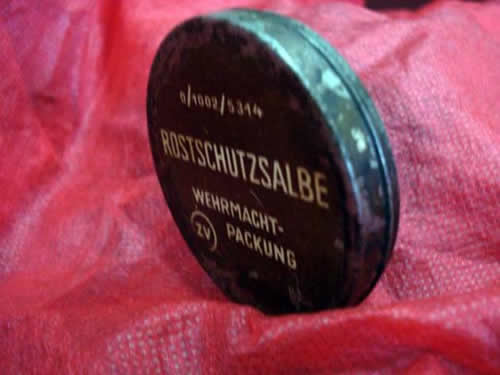 0/1002/5314
ROSTSCHUTZSALBE
WEHRMACHT-
ZV PACKUNG